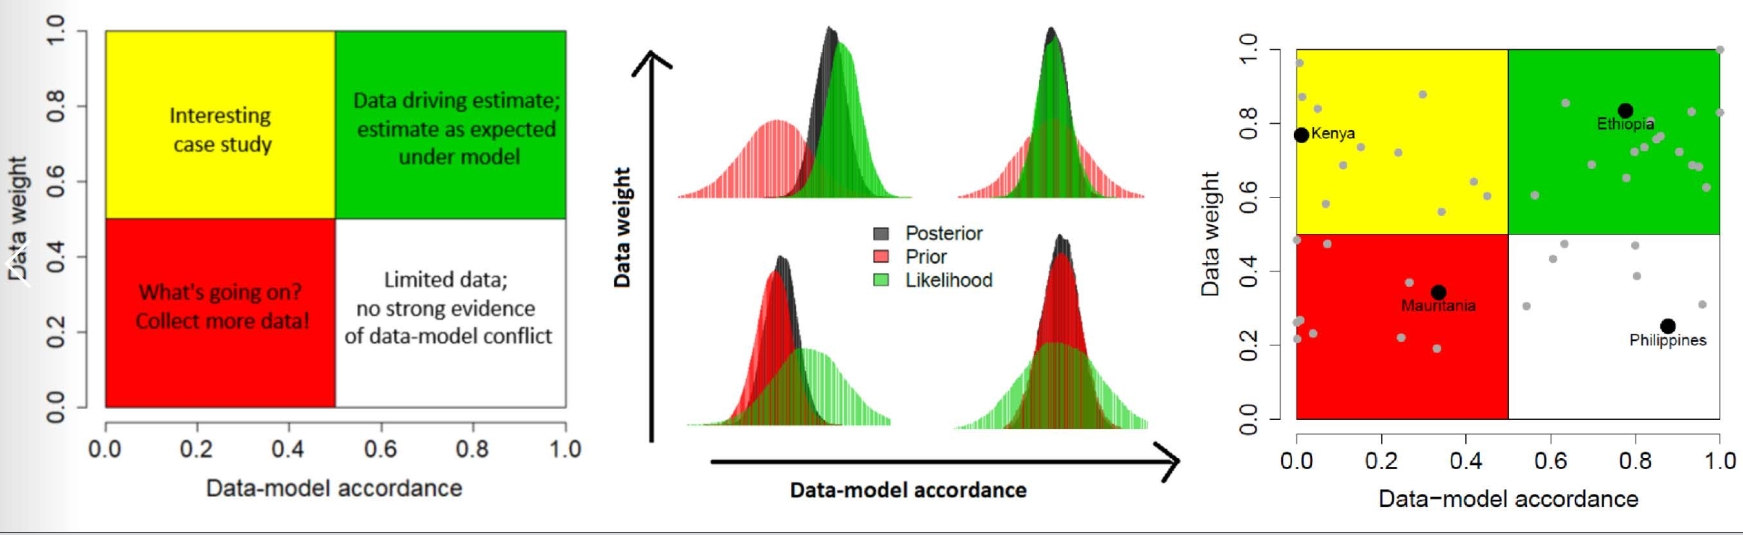 Data weight
1.0
0.8
0.6
0.4
0.2
0.0
Interesting
case study
Data driving estimate;
estimate as expected
under model
What's going on?
Collect more data!
Limited data;
no strong evidence
of data-model conflict
0.0 0.2 0.4 0.6 0.8 1.0
Data-model accordance
Data weight
Posterior
Prior
Likelihood
Data-model accordance
Data weight
1.0
0.8
0.6
0.4
0.2
0.0
Kenya
Ethiopia
Mauritania
Philippines
0.0 0.2 0.4 0.6 0.8 1.0
Data−model accordance